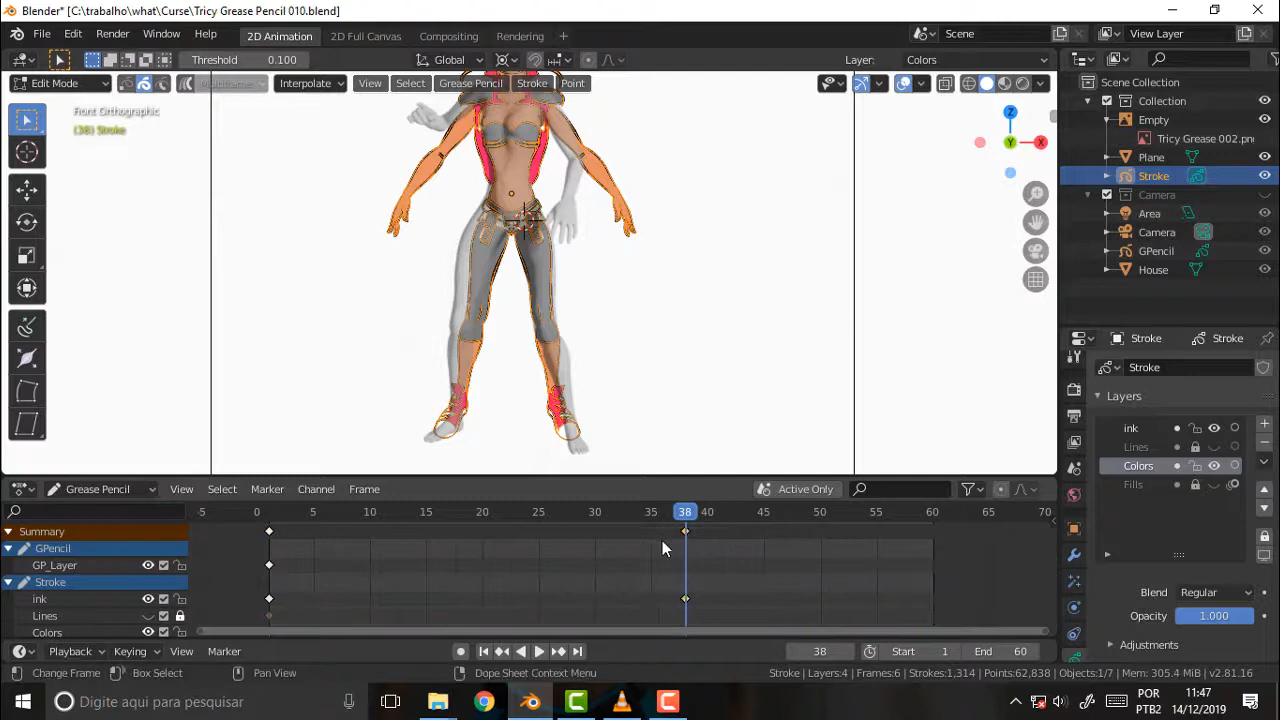 Blender* [C:\trabalho\what\Curse\Tricy Grease Pencil 010.blend]
File Edit Render Window Help 2D Animation 2D Full Canvas Compositing Rendering Scene View Layer
Threshold 0.100 Global Layer: Colors
Edit Mode Multiframe Interpolate View Select Grease Pencil Stroke Point
Front Orthographic
(38) Stroke
Z
Y
X
Scene Collection
Collection
Empty
Tricy Grease 002.pn
Plane
Stroke
Camera
Area
Camera
GPencil
House
Stroke Stroke
Stroke
Layers
ink
Lines
Colors
Fills
Blend Regular
Opacity 1.000
Adjustments
Grease Pencil View Select Marker Channel Frame Active Only
-5 5 10 15 20 25 30 35 38 40 45 50 55 60 65 70
Summary
GPencil
GP_Layer
Stroke
ink
Lines
Colors
Playback Keying View Marker 38 Start 1 End 60
Change Frame Box Select Pan View Dope Sheet Context Menu Stroke | Layers:4 | Frames:6 | Strokes:1,314 | Points:62,838 | Objects:1/7 | Mem: 305.4 MiB | v2.81.16
Digite aqui para pesquisar
POR
PTB2
11:47
14/12/2019